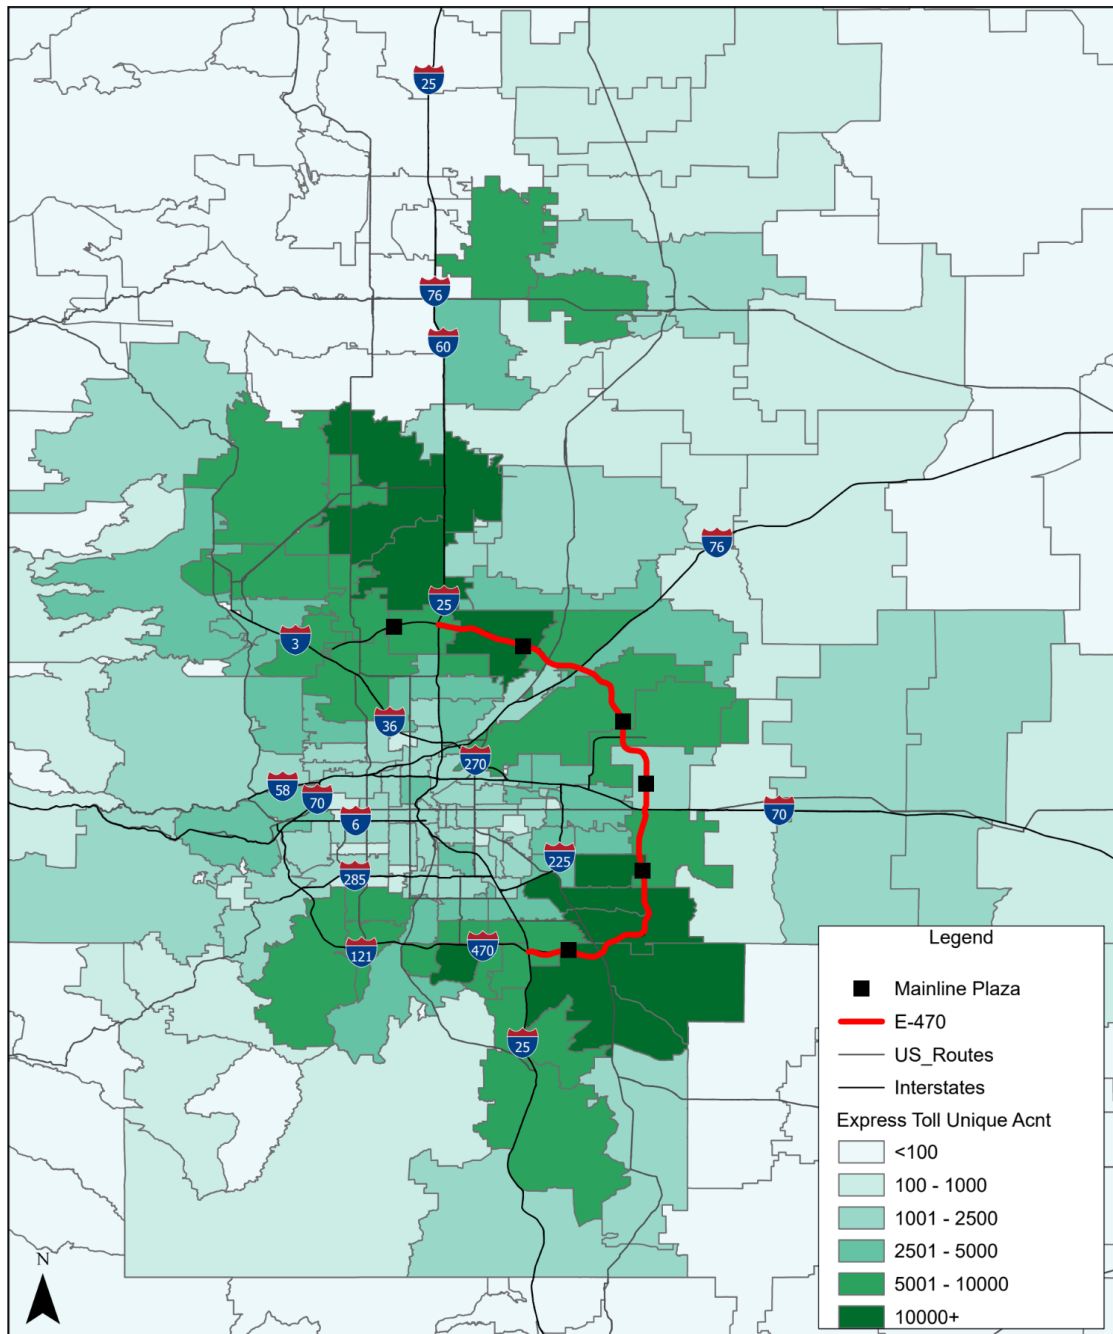 25
76
60
76
25
3
36
270
58
70
6
70
225
285
470
121
25
Legend
Mainline Plaza
E-470
US_Routes
Interstates
Express Toll Unique Acnt
<100
100 - 1000
1001 - 2500
2501 - 5000
5001 - 10000
10000+
N